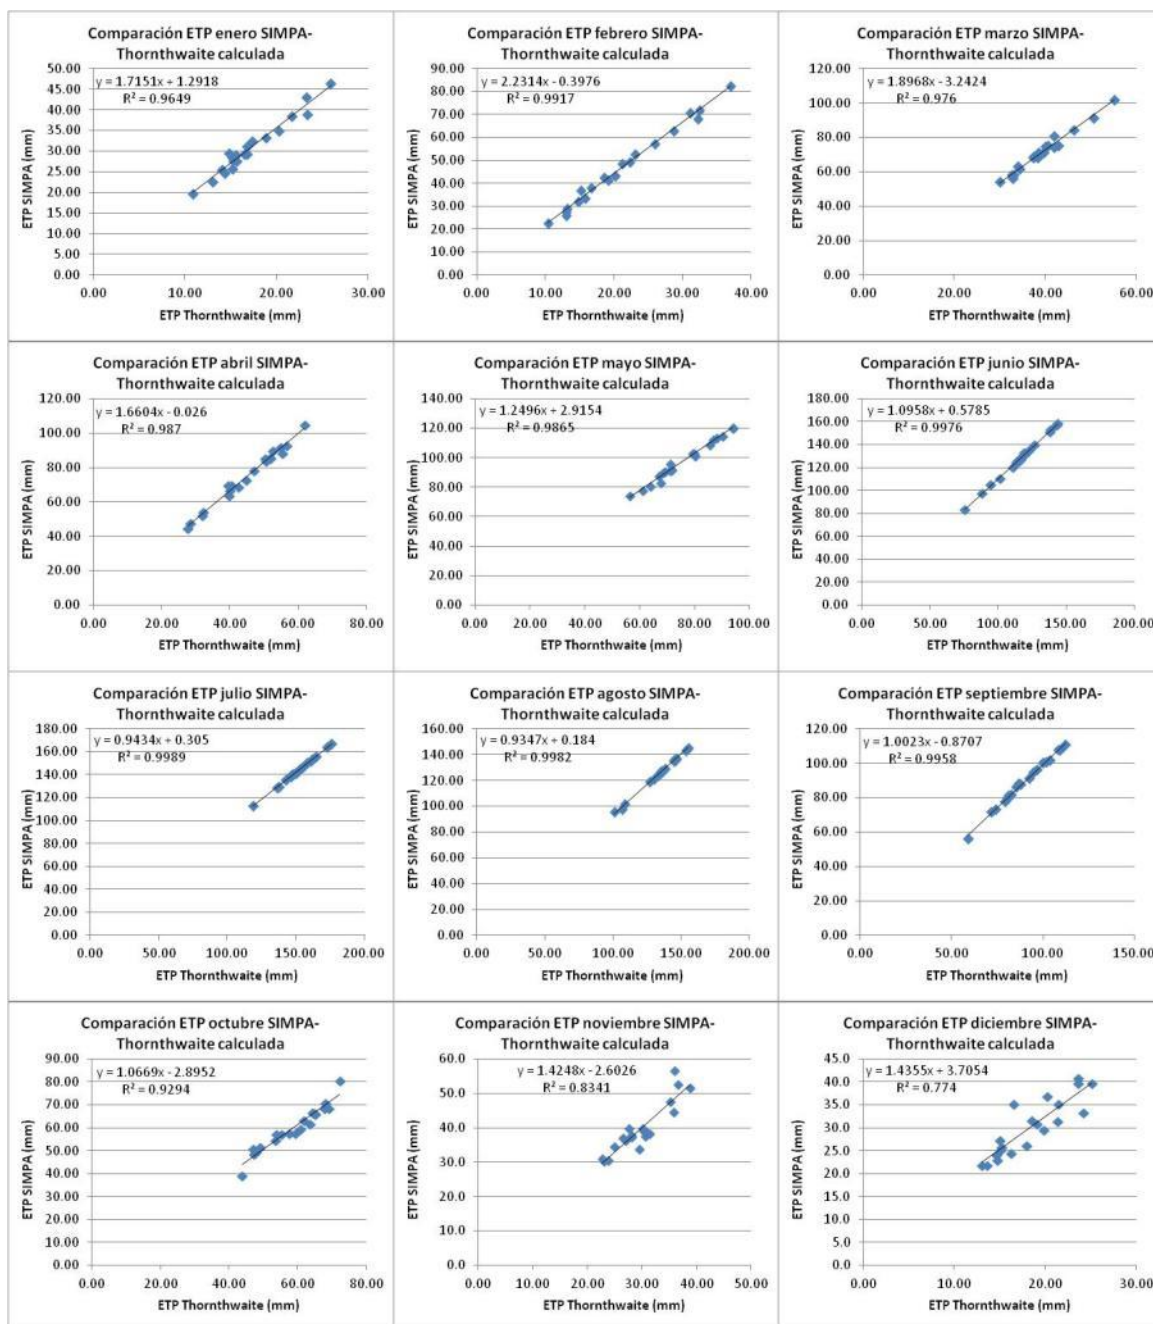 Comparación ETP enero SIMPA-
Thornthwaite calculada
y = 1.7151x + 1.2918
R² = 0.9649
ETP SIMPA (mm)
50.00
45.00
40.00
35.00
30.00
25.00
20.00
15.00
10.00
5.00
0.00
0.00 10.00 20.00 30.00
ETP Thornthwaite (mm)
Comparación ETP febrero SIMPA-
Thornthwaite calculada
y = 2.2314x - 0.3976
R² = 0.9917
ETP SIMPA (mm)
90.00
80.00
70.00
60.00
50.00
40.00
30.00
20.00
10.00
0.00
0.00 10.00 20.00 30.00 40.00
ETP Thornthwaite (mm)
Comparación ETP marzo SIMPA-
Thornthwaite calculada
y = 1.8968x - 3.2424
R² = 0.976
ETP SIMPA (mm)
120.00
100.00
80.00
60.00
40.00
20.00
0.00
0.00 20.00 40.00 60.00
ETP Thornthwaite (mm)
Comparación ETP abril SIMPA-
Thornthwaite calculada
y = 1.6604x - 0.026
R² = 0.987
ETP SIMPA (mm)
120.00
100.00
80.00
60.00
40.00
20.00
0.00
0.00 20.00 40.00 60.00 80.00
ETP Thornthwaite (mm)
Comparación ETP mayo SIMPA-
Thornthwaite calculada
y = 1.2496x + 2.9154
R² = 0.9865
ETP SIMPA (mm)
140.00
120.00
100.00
80.00
60.00
40.00
20.00
0.00
0.00 20.00 40.00 60.00 80.00 100.00
ETP Thornthwaite (mm)
Comparación ETP junio SIMPA-
Thornthwaite calculada
y = 1.0958x + 0.5785
R² = 0.9976
ETP SIMPA (mm)
180.00
160.00
140.00
120.00
100.00
80.00
60.00
40.00
20.00
0.00
0.00 50.00 100.00 150.00 200.00
ETP Thornthwaite (mm)
Comparación ETP julio SIMPA-
Thornthwaite calculada
y = 0.9434x + 0.305
R² = 0.9989
ETP SIMPA (mm)
180.00
160.00
140.00
120.00
100.00
80.00
60.00
40.00
20.00
0.00
0.00 50.00 100.00 150.00 200.00
ETP Thornthwaite (mm)
Comparación ETP agosto SIMPA-
Thornthwaite calculada
y = 0.9347x + 0.184
R² = 0.9982
ETP SIMPA (mm)
160.00
140.00
120.00
100.00
80.00
60.00
40.00
20.00
0.00
0.00 50.00 100.00 150.00 200.00
ETP Thornthwaite (mm)
Comparación ETP septiembre SIMPA-
Thornthwaite calculada
y = 1.0023x - 0.8707
R² = 0.9958
ETP SIMPA (mm)
120.00
100.00
80.00
60.00
40.00
20.00
0.00
0.00 50.00 100.00 150.00
ETP Thornthwaite (mm)
Comparación ETP octubre SIMPA-
Thornthwaite calculada
y = 1.0669x - 2.8952
R² = 0.9294
ETP SIMPA (mm)
90.00
80.00
70.00
60.00
50.00
40.00
30.00
20.00
10.00
0.00
0.00 20.00 40.00 60.00 80.00
ETP Thornthwaite (mm)
Comparación ETP noviembre SIMPA-
Thornthwaite calculada
y = 1.4248x - 2.6026
R² = 0.8341
ETP SIMPA (mm)
60.0
50.0
40.0
30.0
20.0
10.0
0.0
0.00 10.00 20.00 30.00 40.00 50.00
ETP Thornthwaite (mm)
Comparación ETP diciembre SIMPA-
Thornthwaite calculada
y = 1.4355x + 3.7054
R² = 0.774
ETP SIMPA (mm)
45.0
40.0
35.0
30.0
25.0
20.0
15.0
10.0
5.0
0.0
0.00 10.00 20.00 30.00
ETP Thornthwaite (mm)